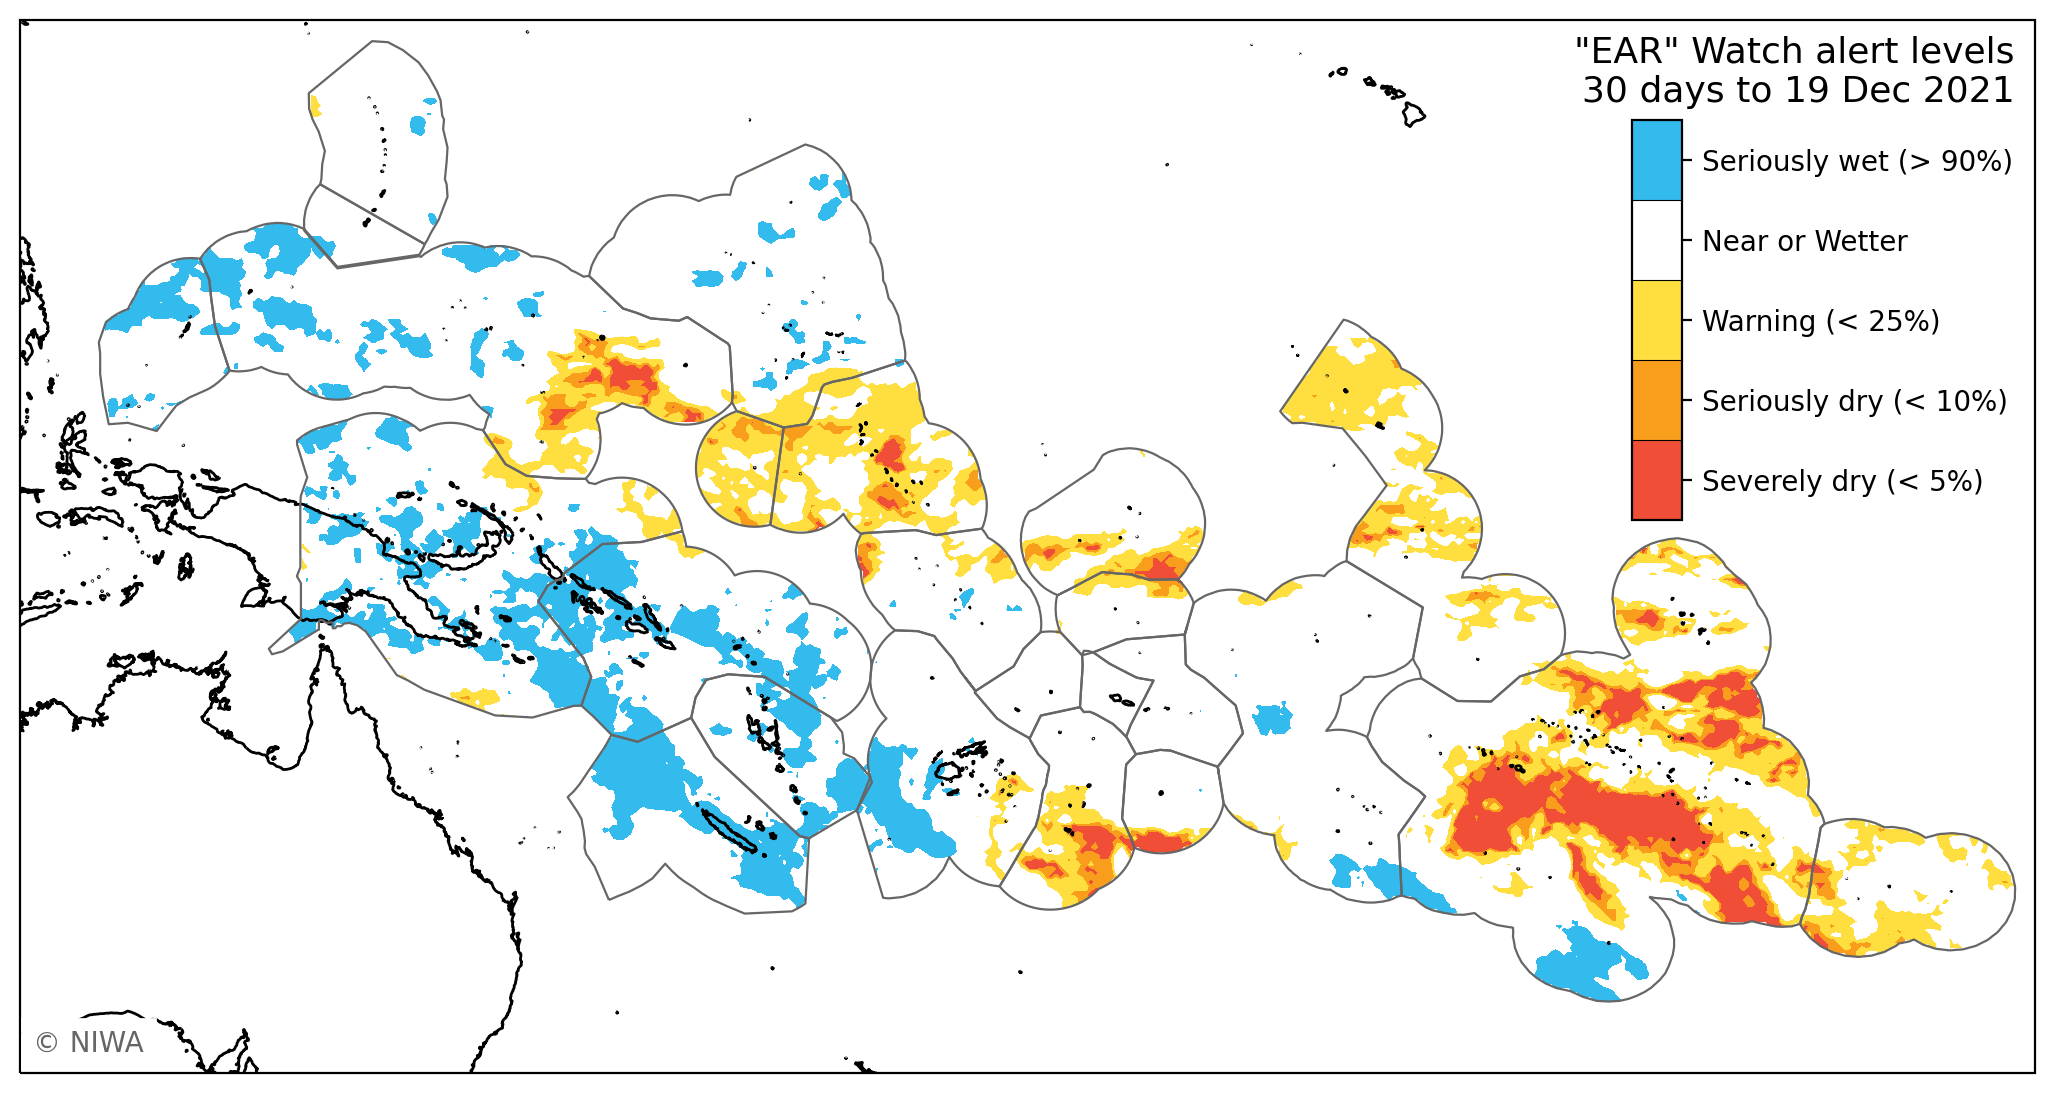 "EAR" Watch alert levels
30 days to 19 Dec 2021
Seriously wet (> 90%)
Near or Wetter
Warning (< 25%)
Seriously dry (< 10%)
Severely dry (< 5%)
© NIWA